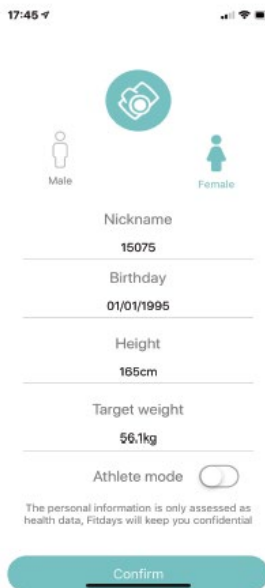 17:45
Male
Female
Nickname
15075
Birthday
01/01/1995
Height
165cm
Target weight
56.1kg
Athlete mode
The personal information is only assessed as
health data, Fitdays will keep you confidential
Confirm